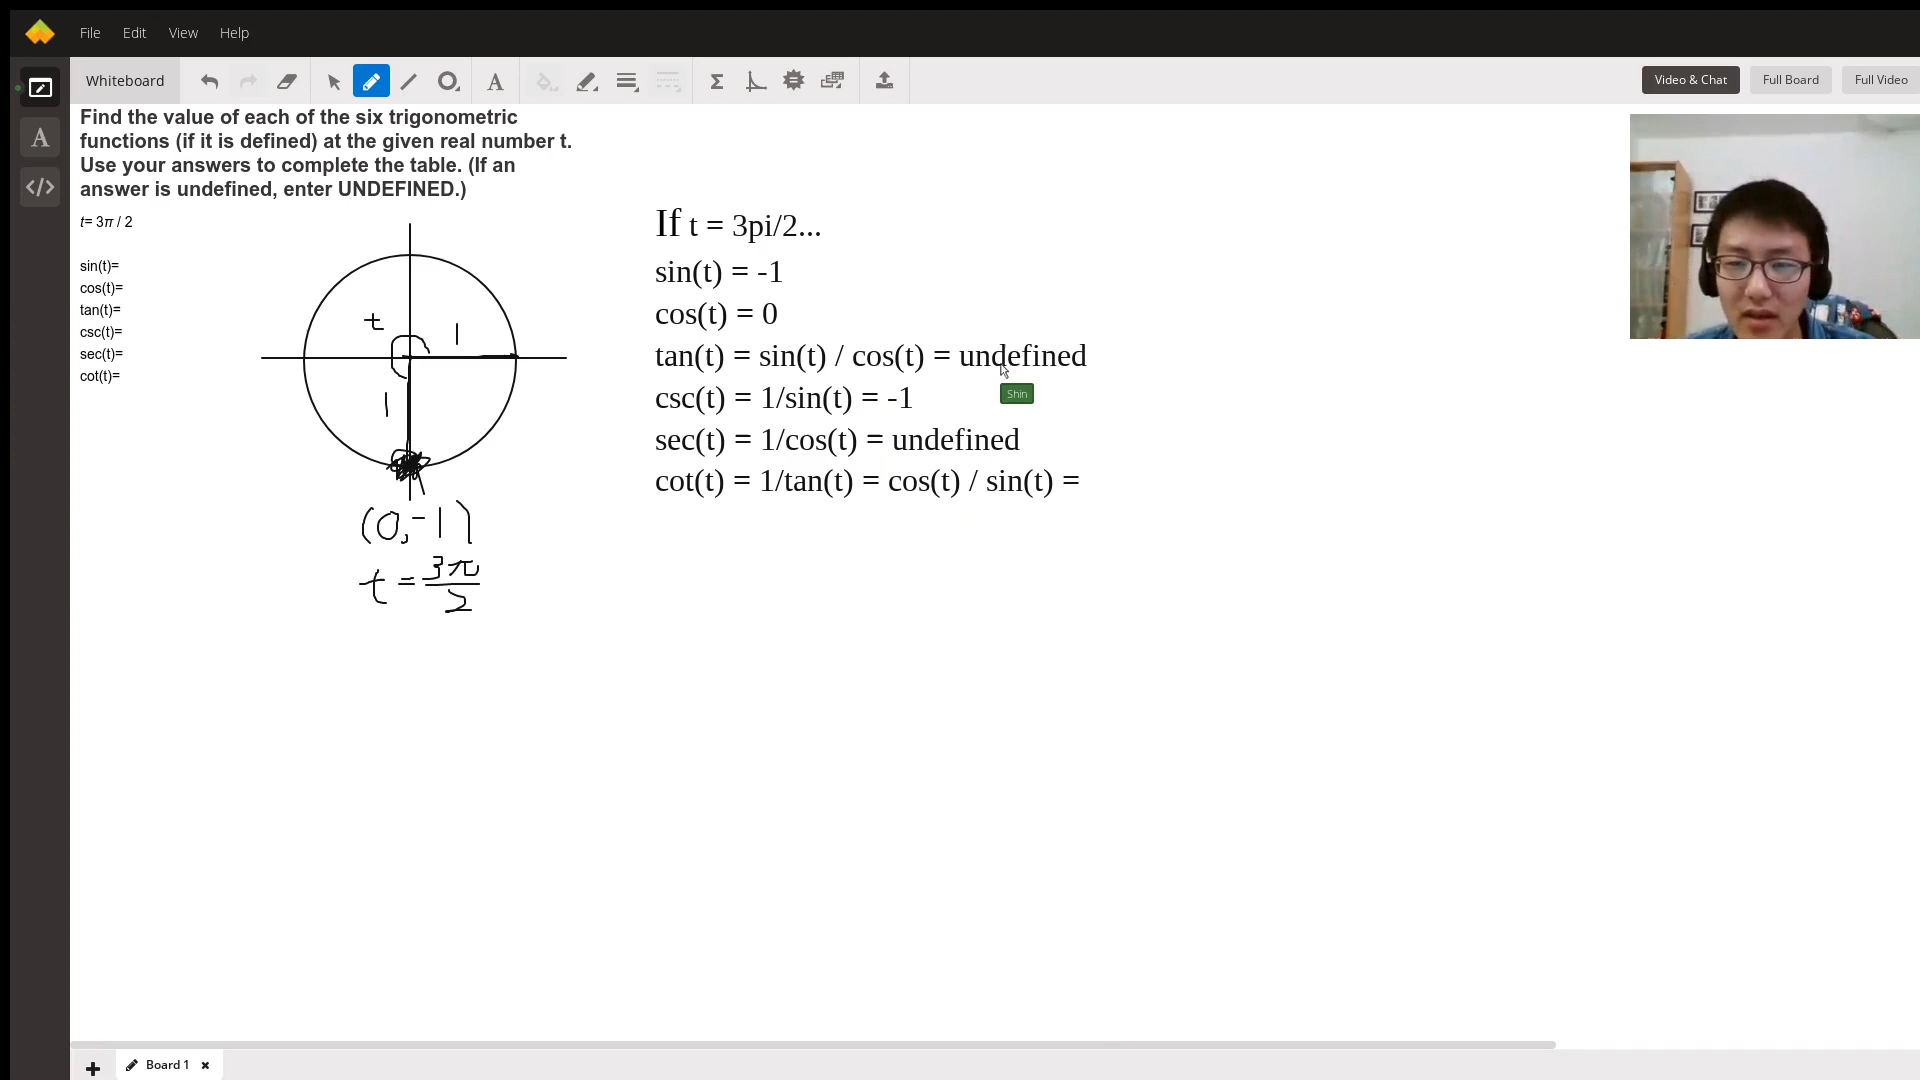 File Edit View Help
Whiteboard
A
Σ
Video & Chat
Full Board
Full Video
A
</>
Find the value of each of the six trigonometric
functions (if it is defined) at the given real number t.
Use your answers to complete the table. (If an
answer is undefined, enter UNDEFINED.)
t= 3π / 2
sin(t)=
cos(t)=
tan(t)=
csc(t)=
sec(t)=
cot(t)=
t
1
1
(0,-1)
t = 3π/2
If t = 3pi/2...
sin(t) = -1
cos(t) = 0
tan(t) = sin(t) / cos(t) = undefined
csc(t) = 1/sin(t) = -1
Shin
sec(t) = 1/cos(t) = undefined
cot(t) = 1/tan(t) = cos(t) / sin(t) =
Board 1